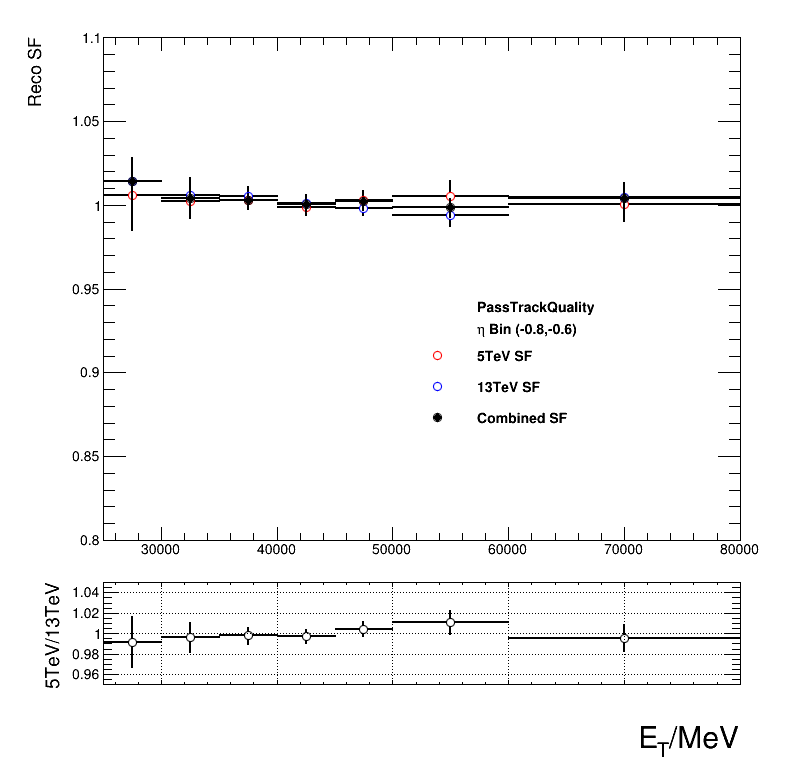 Reco SF
1.1
1.05
1
0.95
0.9
0.85
0.8
PassTrackQuality
η Bin (-0.8,-0.6)
5TeV SF
13TeV SF
Combined SF
30000 40000 50000 60000 70000 80000
5TeV/13TeV
1.04
1.02
1
0.98
0.96
E_T/MeV